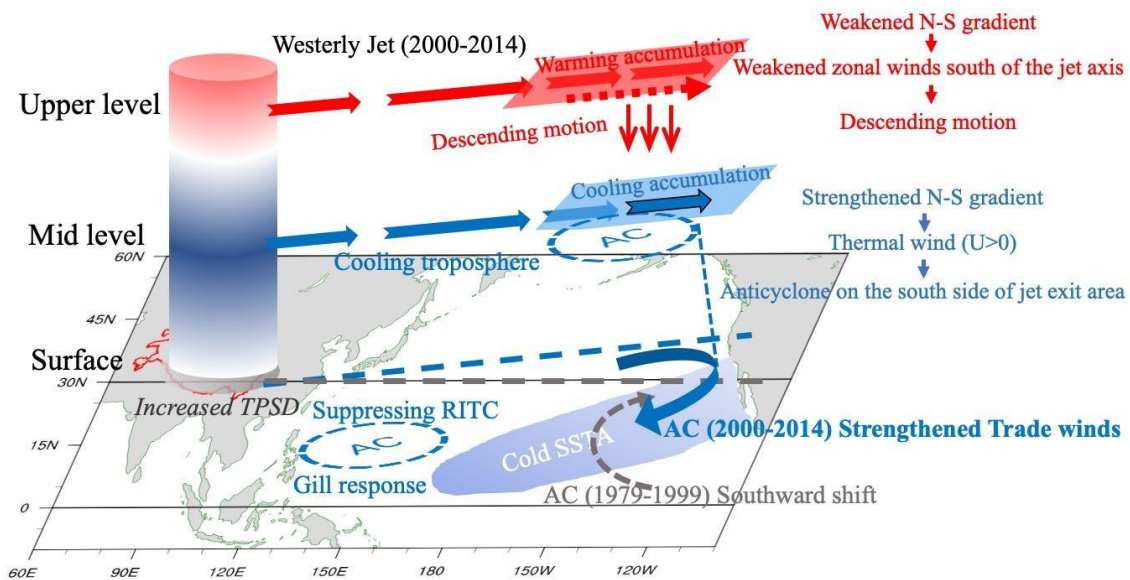 Westerly Jet (2000-2014)
Warming accumulation
Weakened N-S gradient
Weakened zonal winds south of the jet axis
Descending motion
Upper level
Descending motion
Cooling accumulation
Strengthened N-S gradient
Thermal wind (U>0)
Anticyclone on the south side of jet exit area
Mid level
AC
Cooling troposphere
60N
45N
Surface
30N
Increased TPSD
Suppressing RITC
AC
Gill response
Cold SSTA
AC (2000-2014) Strengthened Trade winds
AC (1979-1999) Southward shift
15N
0
60E
90E
120E
150E
180
150W
120W